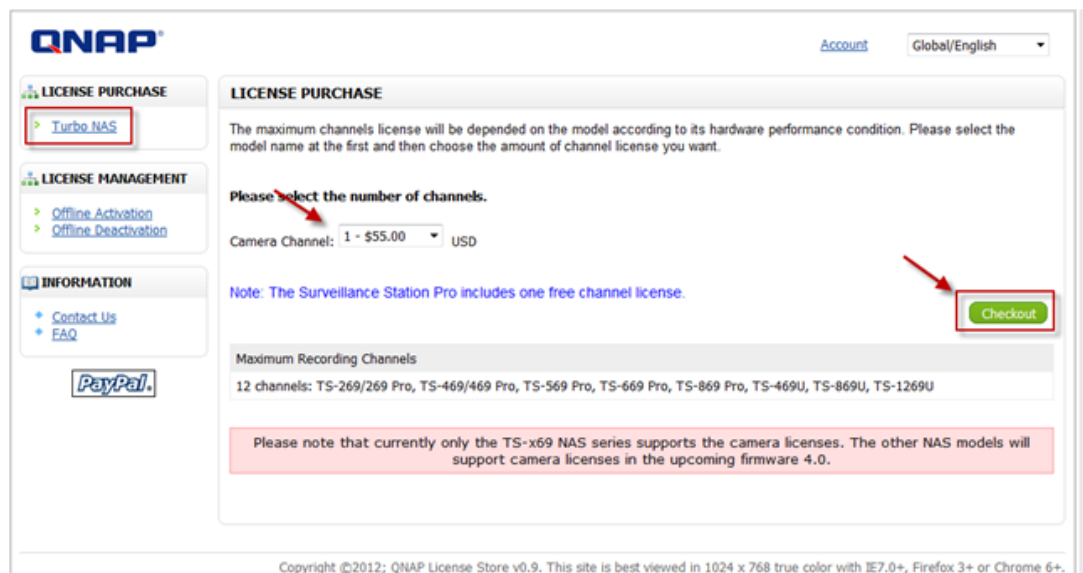 QNAP
Account
Global/English
LICENSE PURCHASE
Turbo NAS
LICENSE MANAGEMENT
Offline Activation
Offline Deactivation
INFORMATION
Contact Us
FAQ
PayPal.
LICENSE PURCHASE
The maximum channels license will be depended on the model according to its hardware performance condition. Please select the
model name at the first and then choose the amount of channel license you want.
Please select the number of channels.
Camera Channel: 1 - $55.00 USD
Note: The Surveillance Station Pro includes one free channel license.
Checkout
Maximum Recording Channels
12 channels: TS-269/269 Pro, TS-469/469 Pro, TS-569 Pro, TS-669 Pro, TS-869 Pro, TS-469U, TS-869U, TS-1269U
Please note that currently only the TS-x69 NAS series supports the camera licenses. The other NAS models will
support camera licenses in the upcoming firmware 4.0.
Copyright ©2012; QNAP License Store v0.9. This site is best viewed in 1024 x 768 true color with IE7.0+, Firefox 3+ or Chrome 6+.